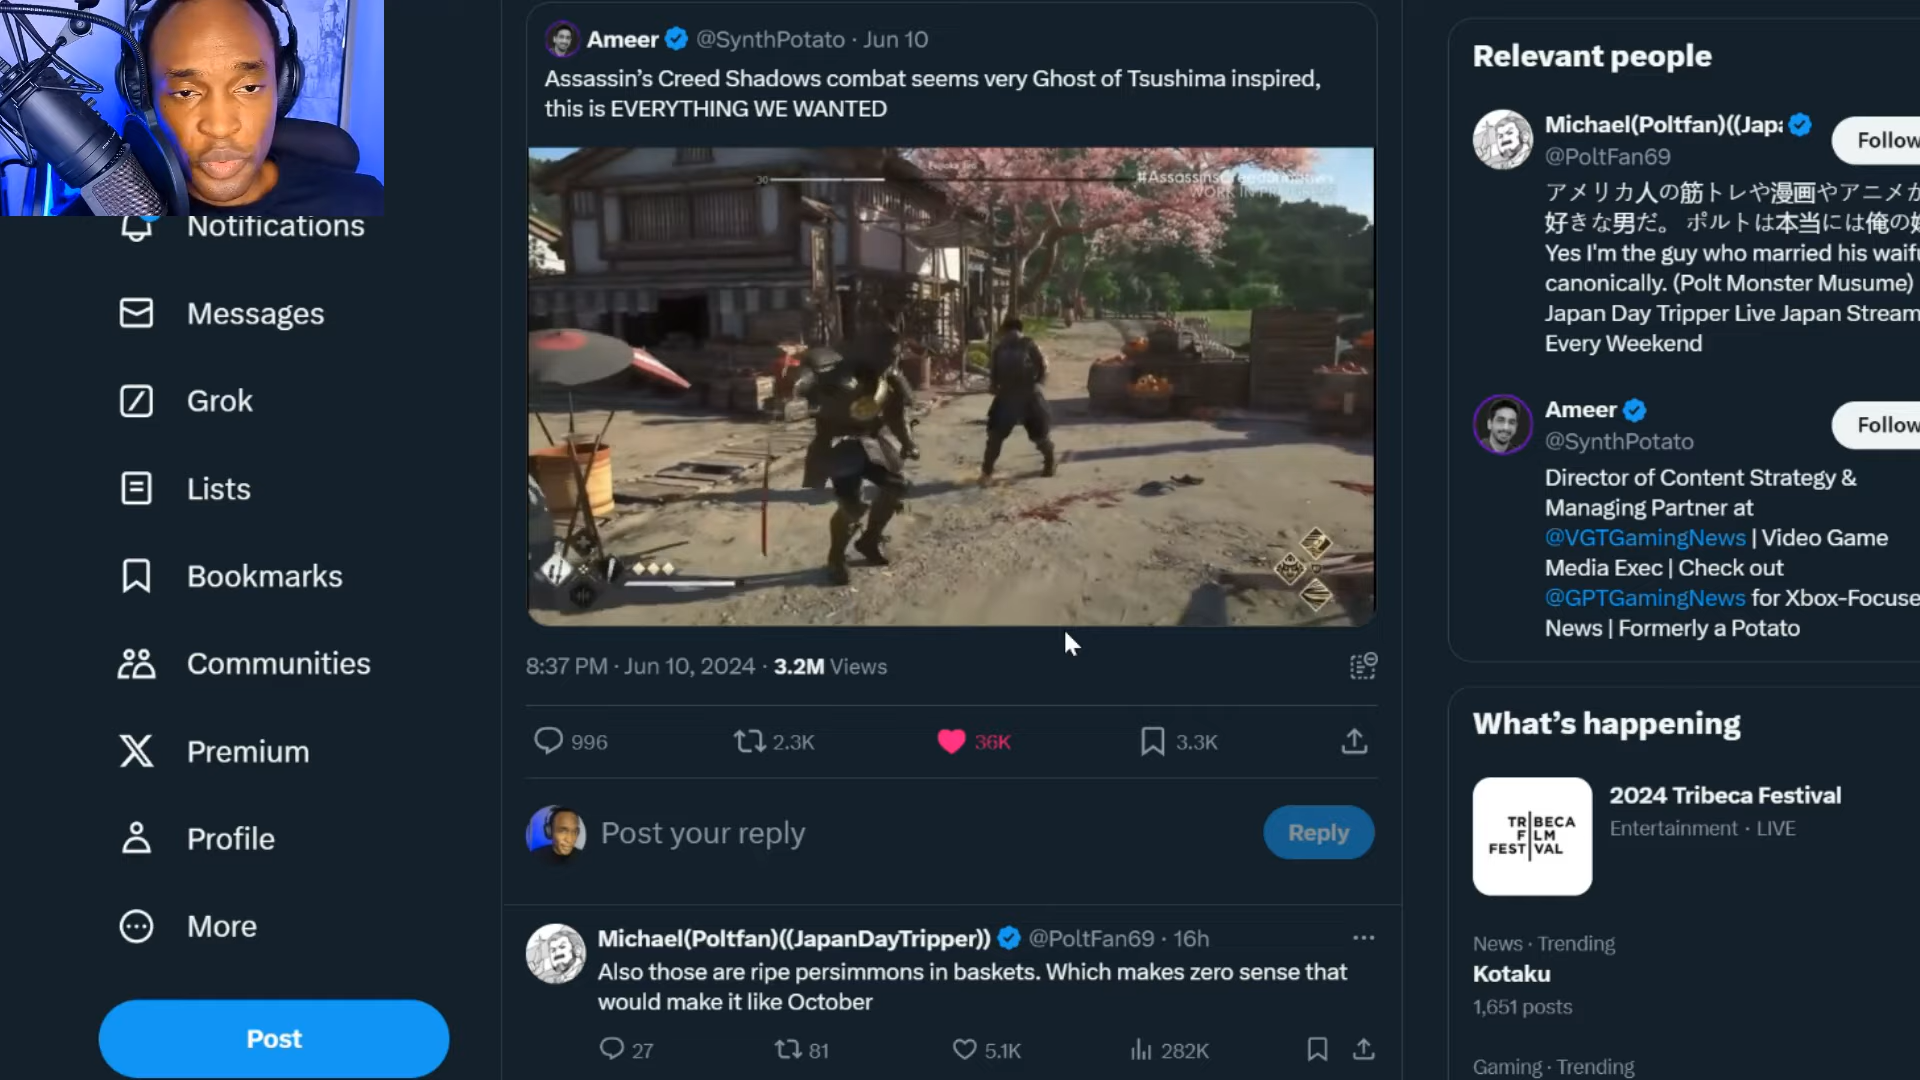 Notifications
Messages
Grok
Lists
Bookmarks
Communities
Premium
Profile
More
Post
Ameer @SynthPotato · Jun 10
Assassin's Creed Shadows combat seems very Ghost of Tsushima inspired,
this is EVERYTHING WE WANTED
30
8:37 PM · Jun 10, 2024 · 3.2M Views
996
2.3K
36K
3.3K
Post your reply
Reply
Michael(Poltfan)((JapanDayTripper)) @PoltFan69 · 16h
Also those are ripe persimmons in baskets. Which makes zero sense that
would make it like October
27
81
5.1K
282K
Relevant people
Michael(Poltfan)((Jap
@PoltFan69
Follow
アメリカ人の筋トレや漫画やアニメが
好きな男だ。 ポルトは本当には俺の
Yes I'm the guy who married his waifu
canonically. (Polt Monster Musume)
Japan Day Tripper Live Japan Stream
Every Weekend
Ameer
@SynthPotato
Follow
Director of Content Strategy &
Managing Partner at
@VGTGamingNews | Video Game
Media Exec | Check out
@GPTGamingNews for Xbox-Focuse
News | Formerly a Potato
What's happening
TRIBECA
FILM
FESTIVAL
2024 Tribeca Festival
Entertainment · LIVE
News · Trending
Kotaku
1,651 posts
Gaming · Trending